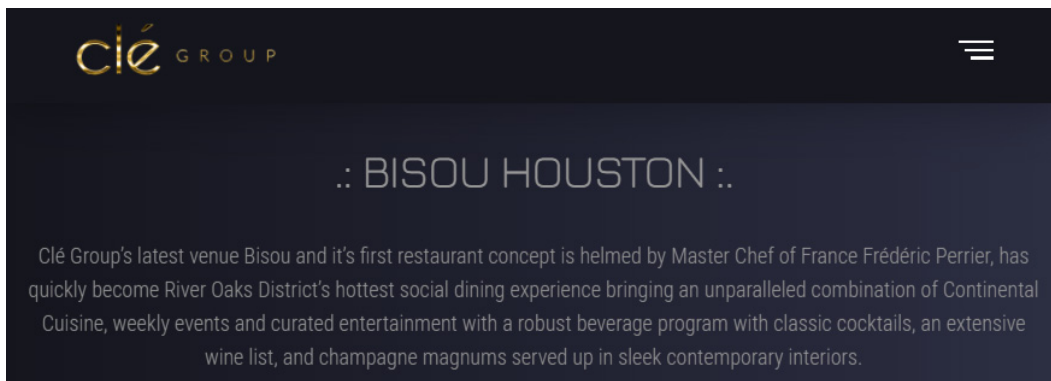 clé GROUP
.: BISOU HOUSTON :.
Clé Group's latest venue Bisou and it's first restaurant concept is helmed by Master Chef of France Frédéric Perrier, has
quickly become River Oaks District's hottest social dining experience bringing an unparalleled combination of Continental
Cuisine, weekly events and curated entertainment with a robust beverage program with classic cocktails, an extensive
wine list, and champagne magnums served up in sleek contemporary interiors.